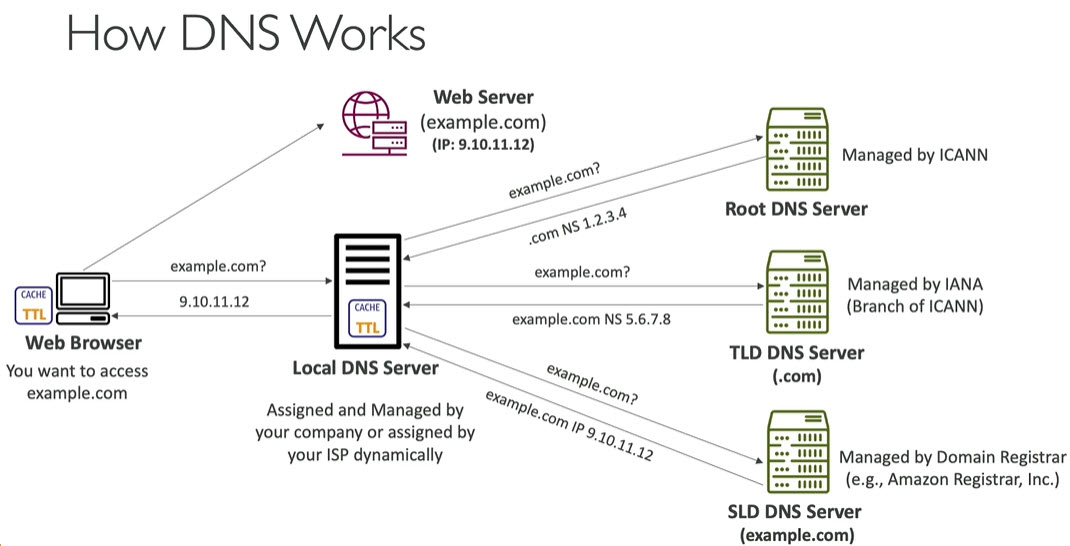 How DNS Works
Web Server
(example.com)
(IP: 9.10.11.12)
example.com?
.com NS 1.2.3.4
Managed by ICANN
Root DNS Server
example.com?
9.10.11.12
CACHE
TTL
Web Browser
You want to access
example.com
CACHE
TTL
Local DNS Server
Assigned and Managed by
your company or assigned by
your ISP dynamically
example.com?
example.com NS 5.6.7.8
Managed by IANA
(Branch of ICANN)
TLD DNS Server
(.com)
example.com?
example.com IP 9.10.11.12
Managed by Domain Registrar
(e.g., Amazon Registrar, Inc.)
SLD DNS Server
(example.com)